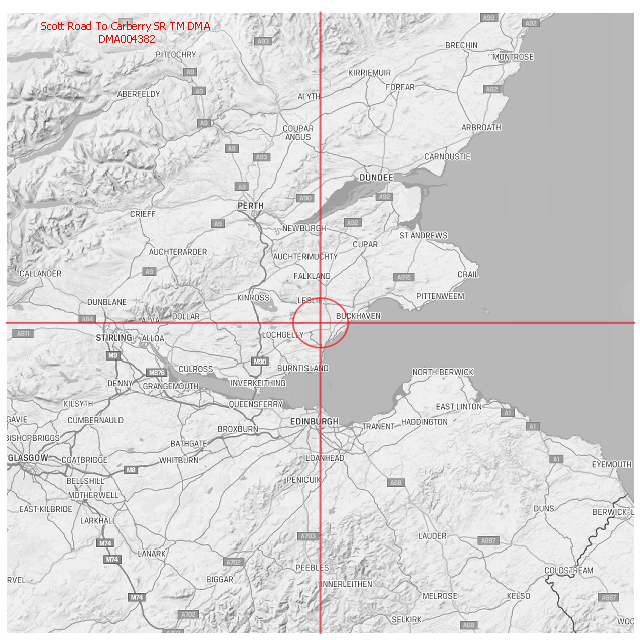 Scott Road To Carberry SR TM DMA
DMA004382
A90
A92
A93
BRECHIN
PITLOCHRY
MONTROSE
A9
KIRRIEMUIR
FORFAR
A9
A92
ABERFELDY
ALYTH
A9
COUPAR
ANGUS
ARBROATH
A9
A93
CARNOUSTIE
DUNDEE
A9
A90
A92
PERTH
CRIEFF
A9
A92
NEWBURGH
ST ANDREWS
CUPAR
AUCHTERARDER
AUCHTERMUCHTY
CALLANDER
A9
FALKLAND
A915
CRAIL
DUNBLANE
KINROSS
LESLIE
PITTENWEEM
A84
ALVA
DOLLAR
BUCKHAVEN
A811
STIRLING
ALLOA
LOCHGELLY
M9
M90
CULROSS
BURNTISLAND
M876
NORTH BERWICK
DENNY
GRANGEMOUTH
INVERKEITHING
KILSYTH
QUEENSFERRY
EAST LINTON
A1
CUMBERNAULD
EDINBURGH
HADDINGTON
TRANENT
A1
BROXBURN
BISHOPBRIGGS
BATHGATE
GLASGOW
COATBRIDGE
WHITBURN
LOANHEAD
A1
EYEMOUTH
M8
BELLSHILL
PENICUIK
A68
MOTHERWELL
EAST KILBRIDE
DUNS
BERWICK-U
LARKHALL
A703
LAUDER
A697
M74
LANARK
M74
A702
PEEBLES
COLDSTREAM
BIGGAR
INNERLEITHEN
M74
MELROSE
KELSO
A697
A702
SELKIRK
A68